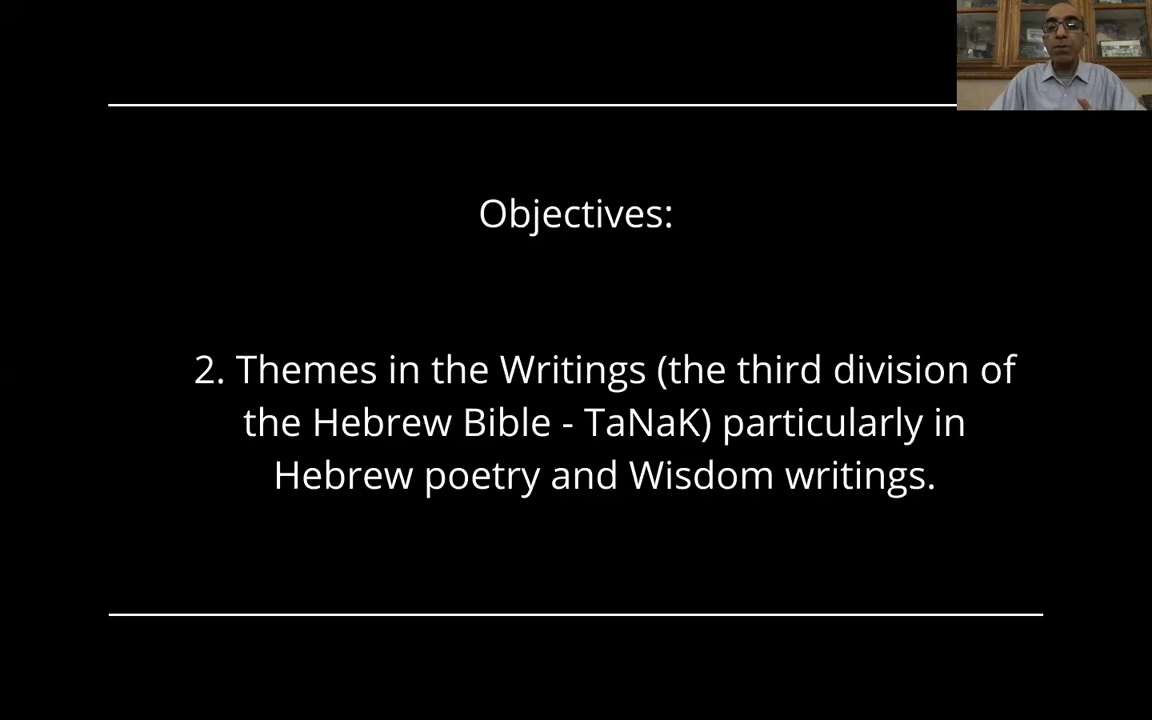 Objectives:
2. Themes in the Writings (the third division of
the Hebrew Bible - TaNaK) particularly in
Hebrew poetry and Wisdom writings.